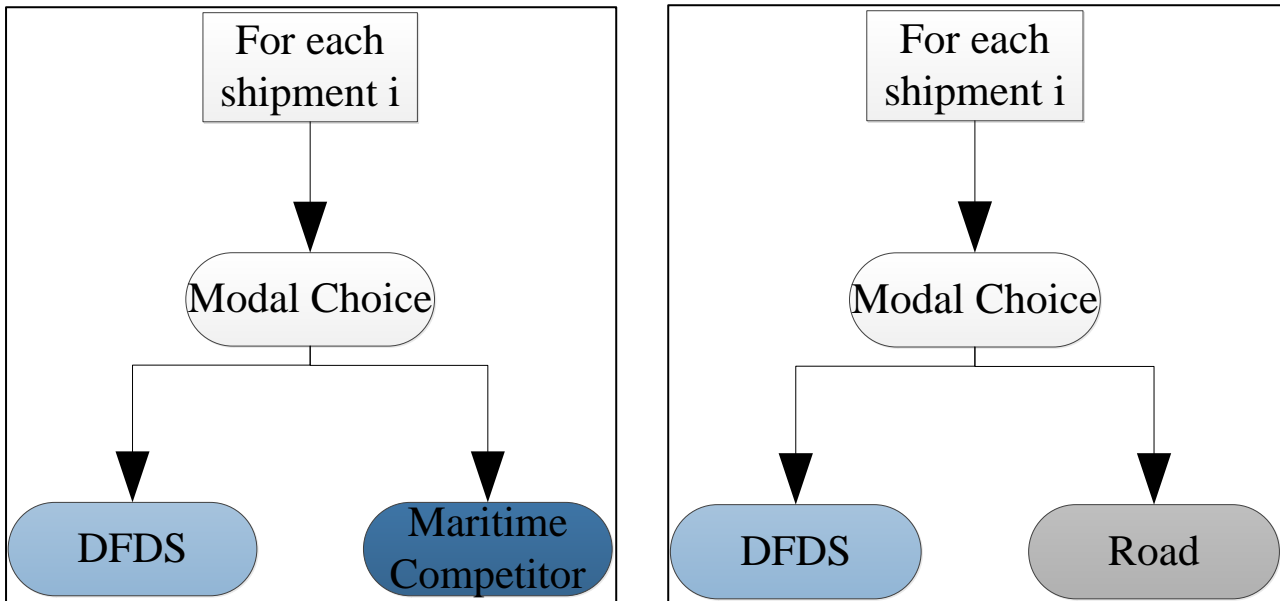 For each
shipment i
Modal Choice
DFDS
Maritime
Competitor
For each
shipment i
Modal Choice
DFDS
Road